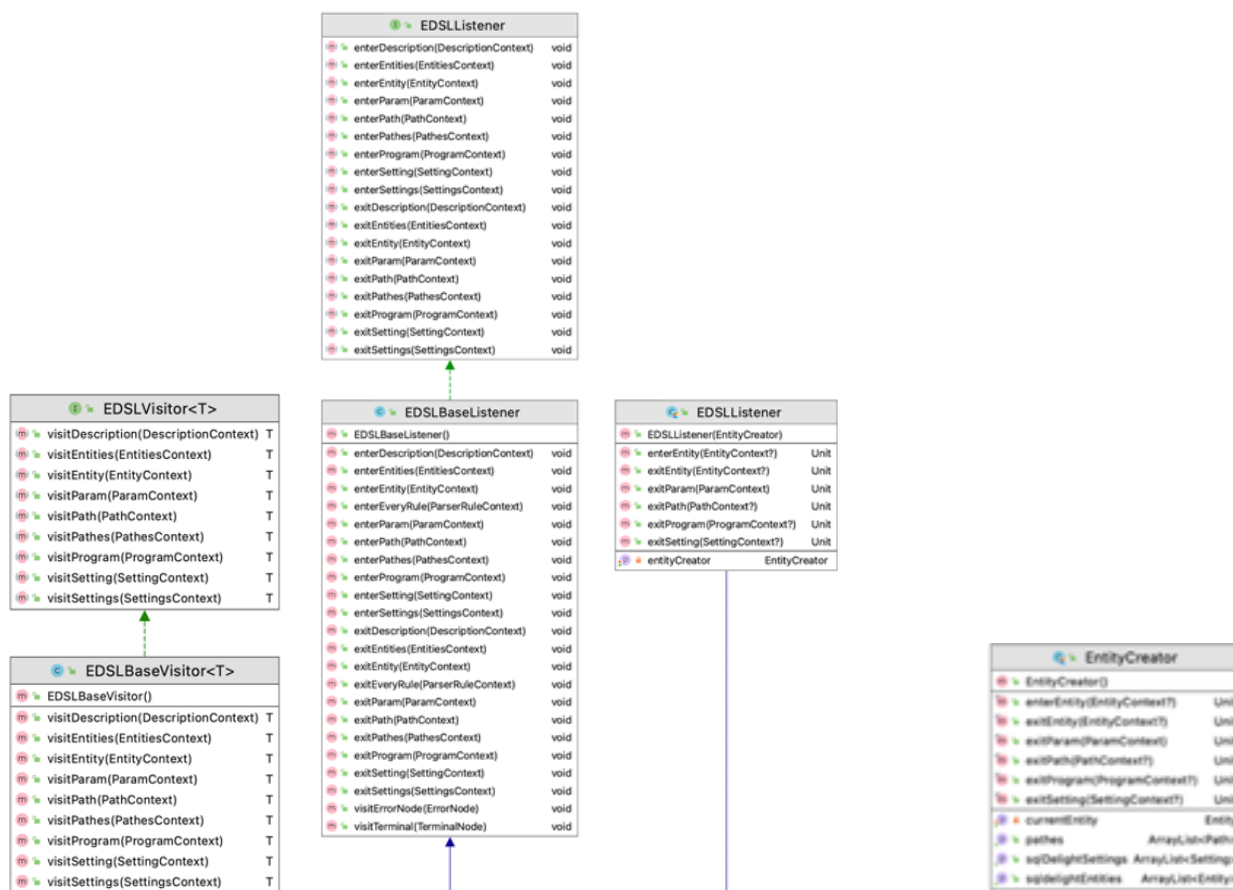 EDSLListener
enterDescription(DescriptionContext) void
enterEntities(EntitiesContext) void
enterEntity(EntityContext) void
enterParam(ParamContext) void
enterPath(PathContext) void
enterPathes(PathesContext) void
enterProgram(ProgramContext) void
enterSetting(SettingContext) void
enterSettings(SettingsContext) void
exitDescription(DescriptionContext) void
exitEntities(EntitiesContext) void
exitEntity(EntityContext) void
exitParam(ParamContext) void
exitPath(PathContext) void
exitPathes(PathesContext) void
exitProgram(ProgramContext) void
exitSetting(SettingContext) void
exitSettings(SettingsContext) void
EDSLVisitor<T>
visitDescription(DescriptionContext) T
visitEntities(EntitiesContext) T
visitEntity(EntityContext) T
visitParam(ParamContext) T
visitPath(PathContext) T
visitPathes(PathesContext) T
visitProgram(ProgramContext) T
visitSetting(SettingContext) T
visitSettings(SettingsContext) T
EDSLBaseVisitor<T>
EDSLBaseVisitor()
visitDescription(DescriptionContext) T
visitEntities(EntitiesContext) T
visitEntity(EntityContext) T
visitParam(ParamContext) T
visitPath(PathContext) T
visitPathes(PathesContext) T
visitProgram(ProgramContext) T
visitSetting(SettingContext) T
visitSettings(SettingsContext) T
EDSLBaseListener
EDSLBaseListener()
enterDescription(DescriptionContext) void
enterEntities(EntitiesContext) void
enterEntity(EntityContext) void
enterEveryRule(ParserRuleContext) void
enterParam(ParamContext) void
enterPath(PathContext) void
enterPathes(PathesContext) void
enterProgram(ProgramContext) void
enterSetting(SettingContext) void
enterSettings(SettingsContext) void
exitDescription(DescriptionContext) void
exitEntities(EntitiesContext) void
exitEntity(EntityContext) void
exitEveryRule(ParserRuleContext) void
exitParam(ParamContext) void
exitPath(PathContext) void
exitPathes(PathesContext) void
exitProgram(ProgramContext) void
exitSetting(SettingContext) void
exitSettings(SettingsContext) void
visitErrorNode(ErrorNode) void
visitTerminal(TerminalNode) void
EDSLListener
EDSLListener(EntityCreator)
enterEntity(EntityContext?) Unit
exitEntity(EntityContext?) Unit
exitParam(ParamContext) Unit
exitPath(PathContext?) Unit
exitProgram(ProgramContext?) Unit
exitSetting(SettingContext?) Unit
entityCreator EntityCreator
EntityCreator
EntityCreator()
enterEntity(EntityContext?)
exitEntity(EntityContext?)
exitParam(ParamContext)
exitPath(PathContext?)
exitProgram(ProgramContext?)
exitSetting(SettingContext?)
currentEntity Entity
pathes ArrayList<Path>
sqlDelightSettings ArrayList<Setting>
sqldelightEntities ArrayList<Entity>